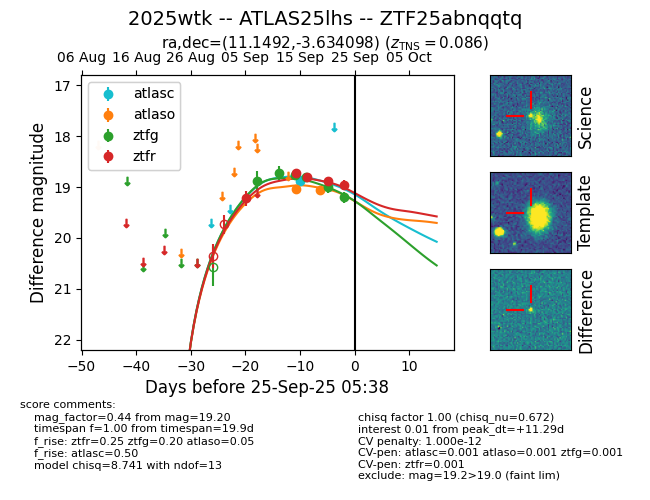 2025wtk -- ATLAS25lhs -- ZTF25abnqqtq
ra,dec=(11.1492,-3.634098) (zTNS = 0.086)
06 Aug 16 Aug 26 Aug 05 Sep 15 Sep 25 Sep 05 Oct
17
18
19
20
21
22
Difference magnitude
atlasc
atlaso
ztfg
ztfr
−50
−40
−30
−20
−10
0
10
Days before 25-Sep-25 05:38
Science
Template
Difference
score comments:
mag_factor=0.44 from mag=19.20
timespan f=1.00 from timespan=19.9d
f_rise: ztfr=0.25 ztfg=0.20 atlaso=0.05
f_rise: atlasc=0.50
model chisq=8.741 with ndof=13
chisq factor 1.00 (chisq_nu=0.672)
interest 0.01 from peak_dt=+11.29d
CV penalty: 1.000e-12
CV-pen: atlasc=0.001 atlaso=0.001 ztfg=0.001
CV-pen: ztfr=0.001
exclude: mag=19.2>19.0 (faint lim)